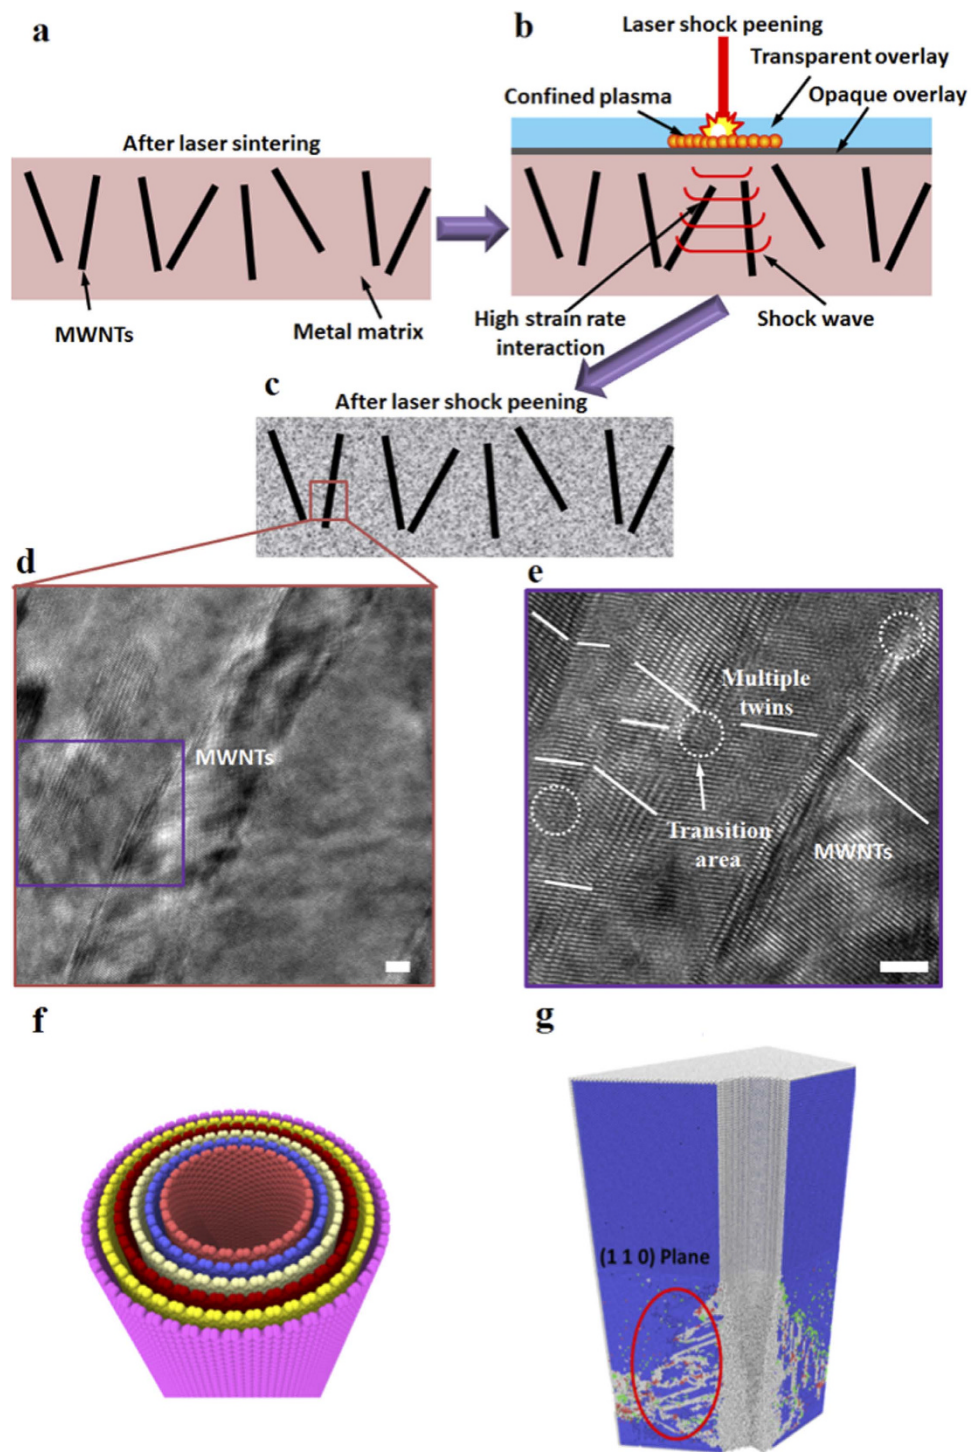 a
After laser sintering
MWNTs
Metal matrix
b
Laser shock peening
Transparent overlay
Confined plasma
Opaque overlay
High strain rate
interaction
Shock wave
c
After laser shock peening
d
MWNTs
e
Multiple
twins
Transition
area
MWNTs
f
g
(1 1 0) Plane